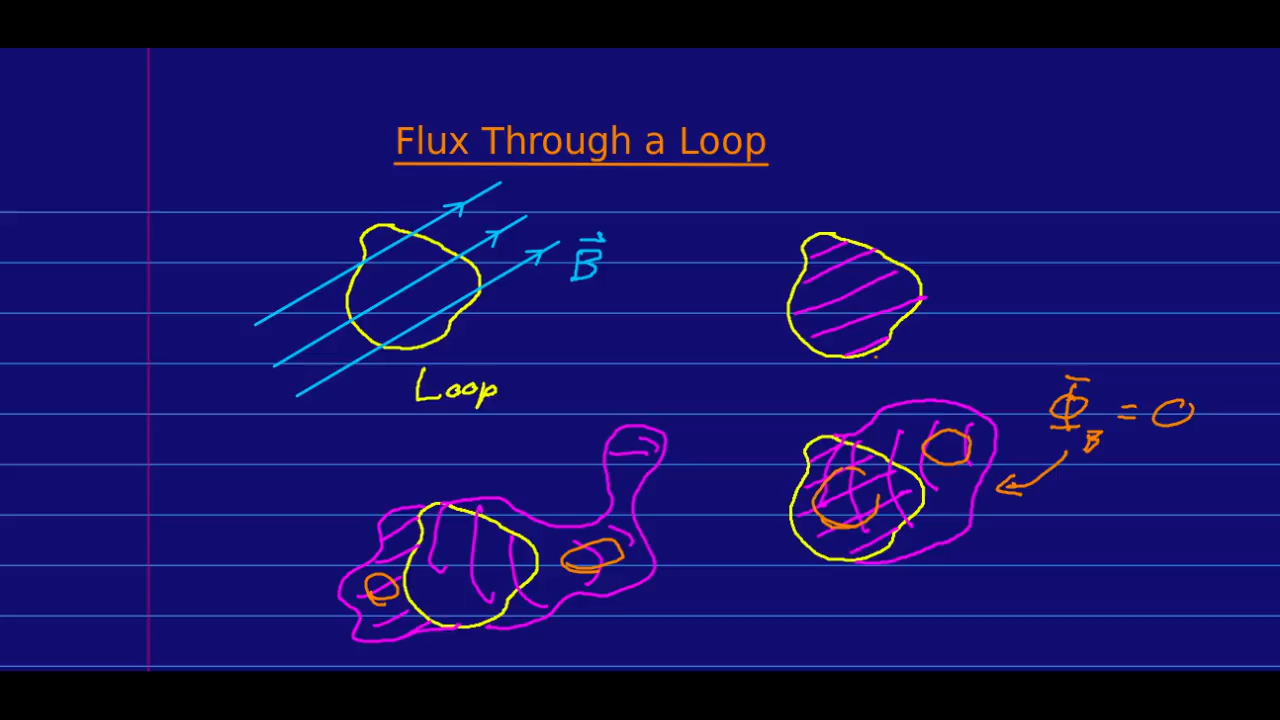 Flux Through a Loop
B⃗
Loop
Φ_B = 0